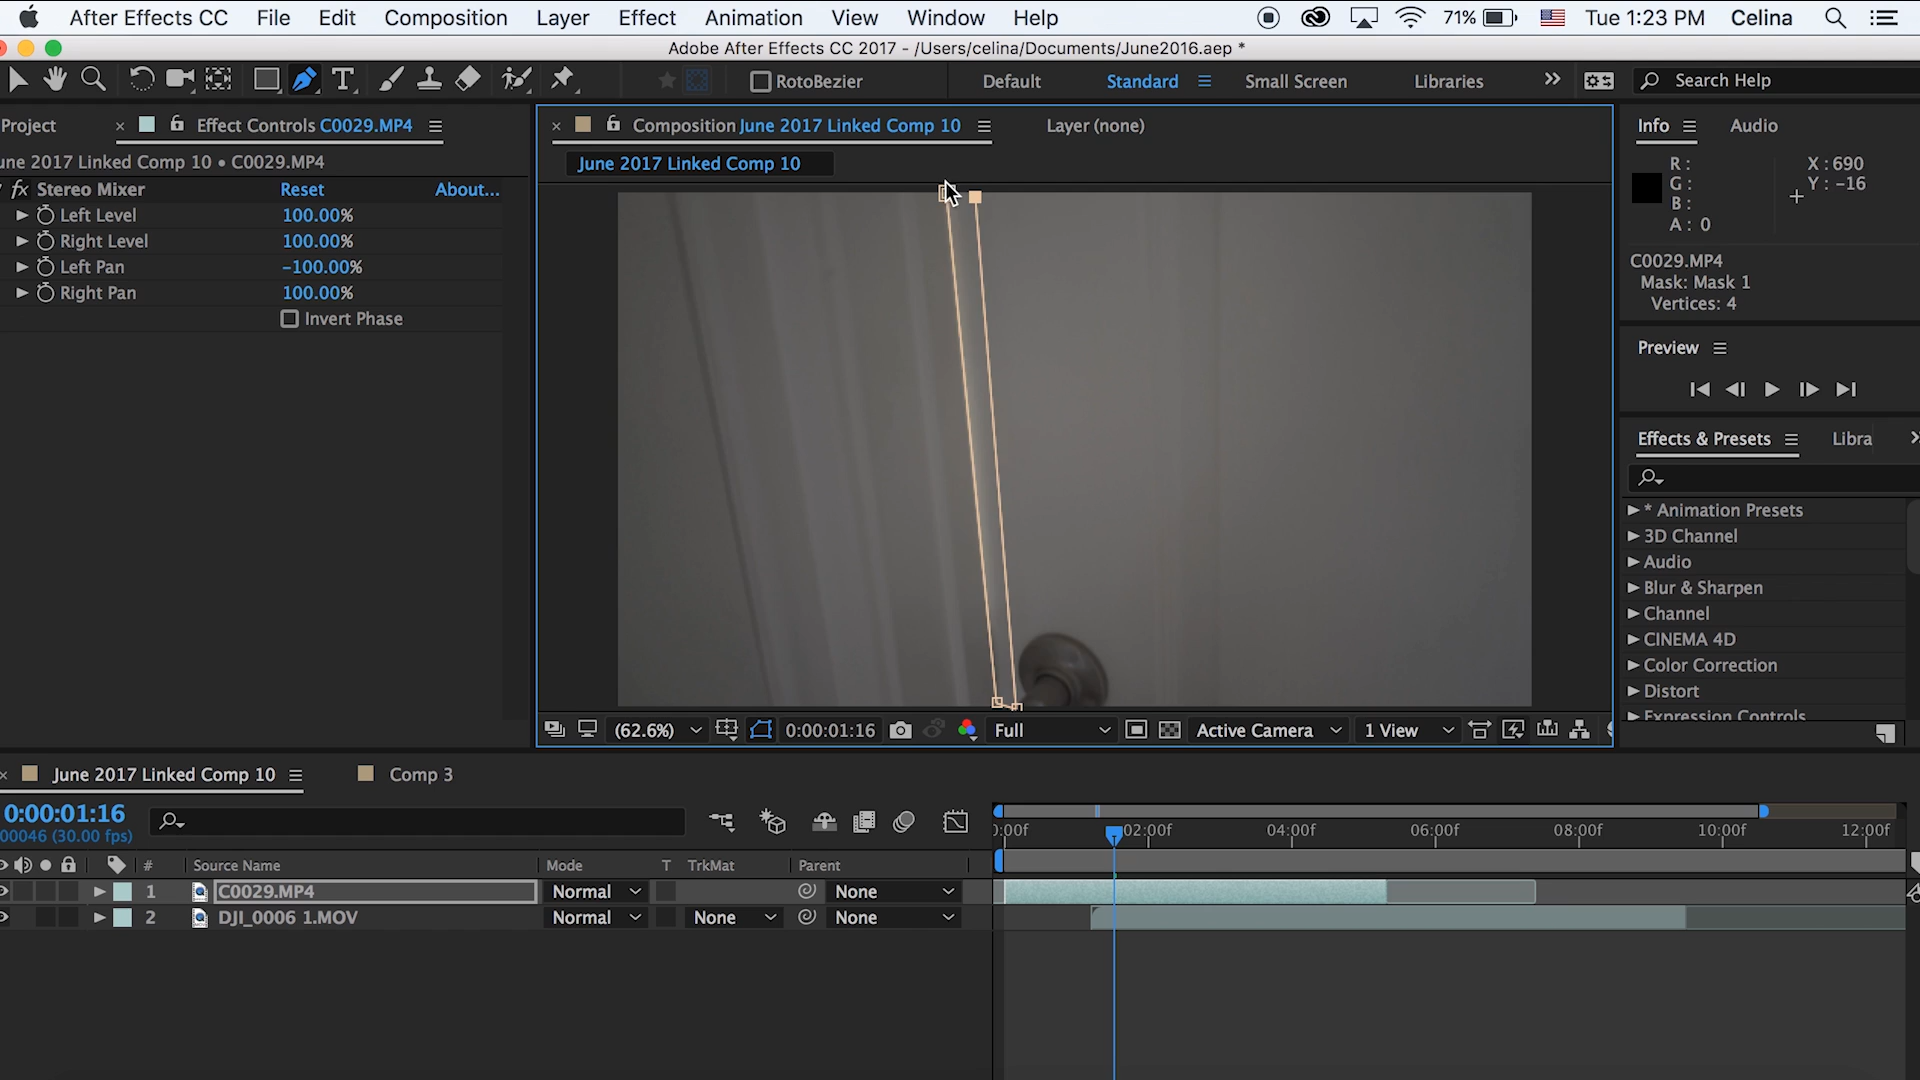 After Effects CC File Edit Composition Layer Effect Animation View Window Help 71% Tue 1:23 PM Celina
Adobe After Effects CC 2017 - /Users/celina/Documents/June2016.aep *
RotoBezier Default Standard Small Screen Libraries Search Help
Project Effect Controls C0029.MP4
une 2017 Linked Comp 10 • C0029.MP4
fx Stereo Mixer Reset About...
Left Level 100.00%
Right Level 100.00%
Left Pan -100.00%
Right Pan 100.00%
Invert Phase
Composition June 2017 Linked Comp 10 Layer (none)
June 2017 Linked Comp 10
(62.6%) 0:00:01:16 Full Active Camera 1 View
Info Audio
R: X: 690
G: Y: -16
B:
A: 0
C0029.MP4
Mask: Mask 1
Vertices: 4
Preview
Effects & Presets Libra
* Animation Presets
3D Channel
Audio
Blur & Sharpen
Channel
CINEMA 4D
Color Correction
Distort
Expression Controls
June 2017 Linked Comp 10 Comp 3
0:00:01:16
00046 (30.00 fps)
):00f 02:00f 04:00f 06:00f 08:00f 10:00f 12:00f
# Source Name Mode T TrkMat Parent
1 C0029.MP4 Normal None
2 DJI_0006 1.MOV Normal None None